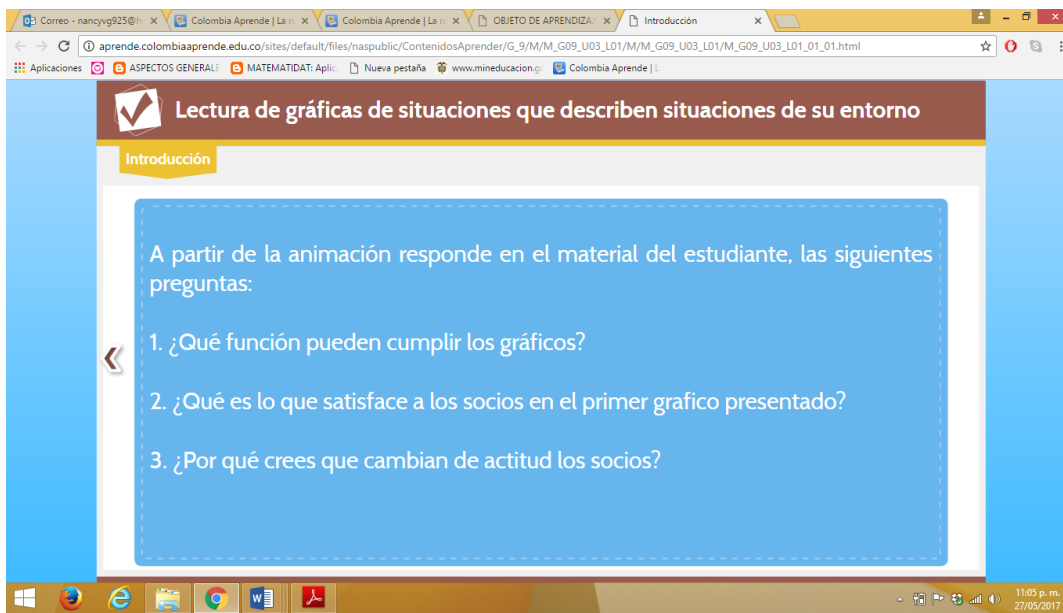 Correo - nancyvg925@h
Colombia Aprende | La r
Colombia Aprende | La r
OBJETO DE APRENDIZAJ
Introducción
aprende.colombiaaprende.edu.co/sites/default/files/naspublic/ContenidosAprender/G_9/M/M_G09_U03_L01/M/M_G09_U03_L01/M_G09_U03_L01_01_01.html
Aplicaciones
ASPECTOS GENERALE
MATEMATIDAT: Aplic
Nueva pestaña
www.mineducacion.g
Colombia Aprende | L
Lectura de gráficas de situaciones que describen situaciones de su entorno
Introducción
A partir de la animación responde en el material del estudiante, las siguientes
preguntas:
1. ¿Qué función pueden cumplir los gráficos?
2. ¿Qué es lo que satisface a los socios en el primer grafico presentado?
3. ¿Por qué crees que cambian de actitud los socios?
11:05 p. m.
27/05/2017